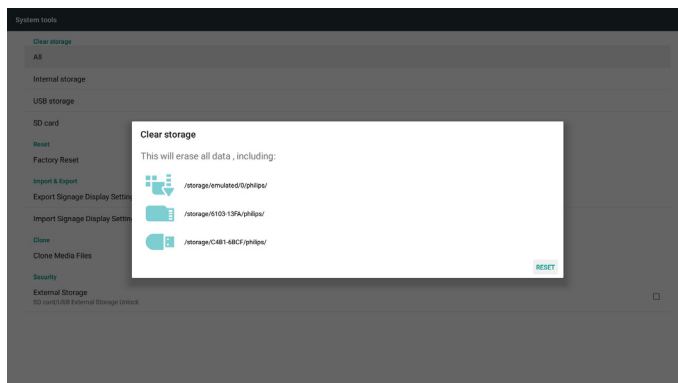 System tools
Clear storage
All
Internal storage
USB storage
SD card
Reset
Factory Reset
Import & Export
Export Signage Display Setting
Import Signage Display Settin
Clone
Clone Media Files
Security
External Storage
SD card/USB External Storage Unlock
Clear storage
This will erase all data , including:
/storage/emulated/0/philips/
/storage/6103-13FA/philips/
/storage/C4B1-6BCF/philips/
RESET